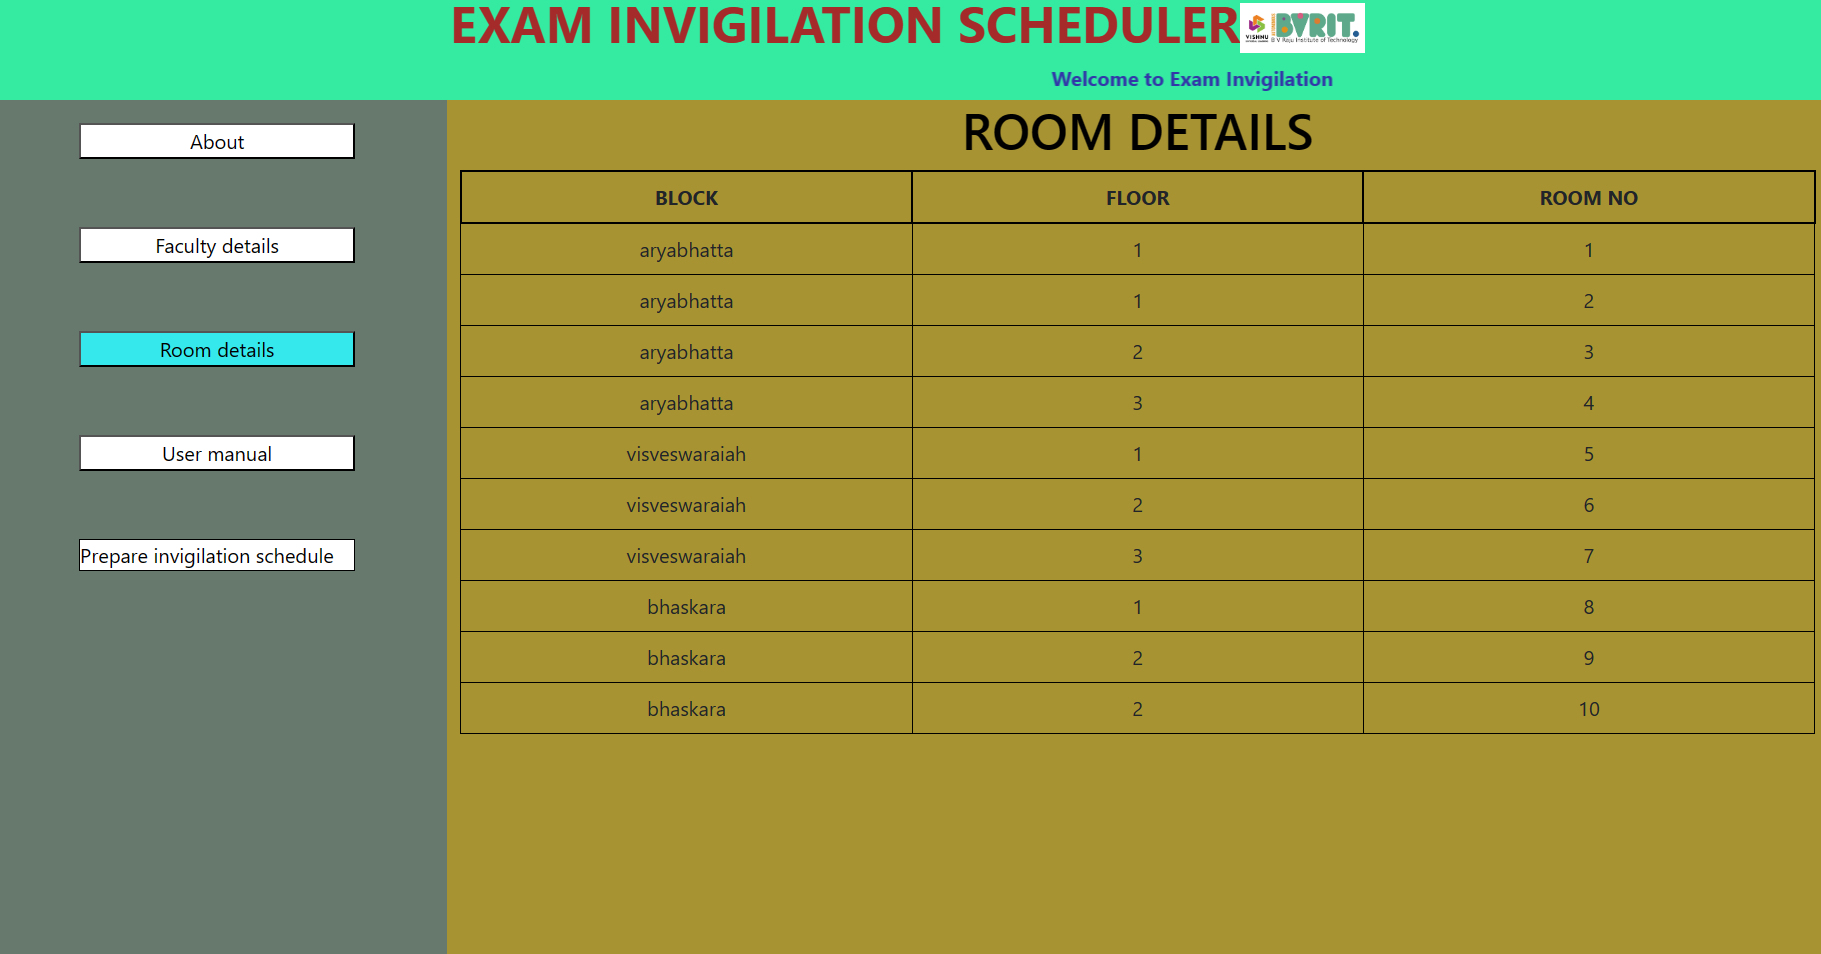 EXAM INVIGILATION SCHEDULER
VISHNU
BVRIT.
B V Raju Institute of Technology
Welcome to Exam Invigilation
About
Faculty details
Room details
User manual
Prepare invigilation schedule
ROOM DETAILS
BLOCK FLOOR ROOM NO
aryabhatta 1 1
aryabhatta 1 2
aryabhatta 2 3
aryabhatta 3 4
visveswaraiah 1 5
visveswaraiah 2 6
visveswaraiah 3 7
bhaskara 1 8
bhaskara 2 9
bhaskara 2 10